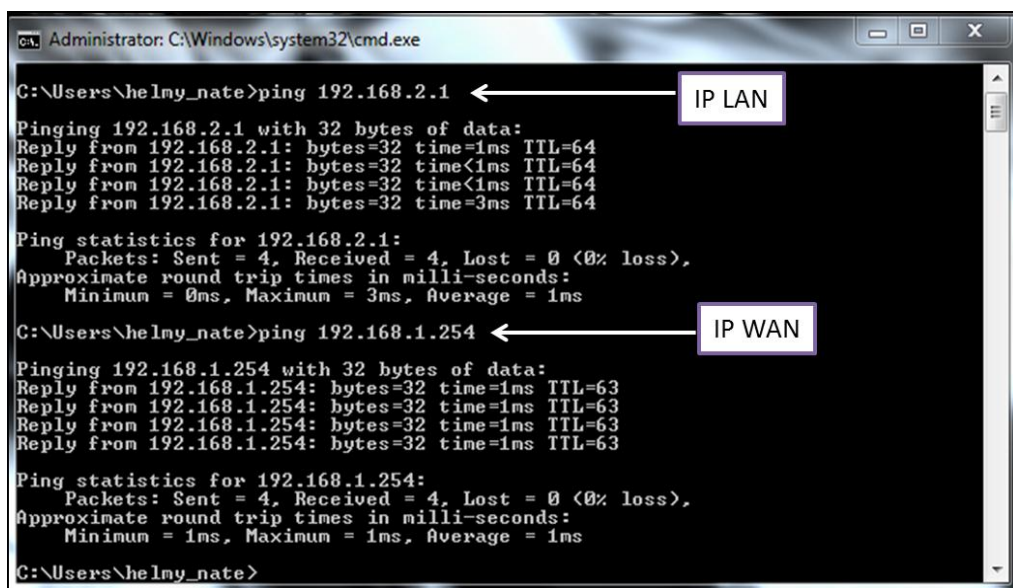 Administrator: C:\Windows\system32\cmd.exe
C:\Users\helmy_nate>ping 192.168.2.1
IP LAN
Pinging 192.168.2.1 with 32 bytes of data:
Reply from 192.168.2.1: bytes=32 time=1ms TTL=64
Reply from 192.168.2.1: bytes=32 time<1ms TTL=64
Reply from 192.168.2.1: bytes=32 time<1ms TTL=64
Reply from 192.168.2.1: bytes=32 time=3ms TTL=64
Ping statistics for 192.168.2.1:
Packets: Sent = 4, Received = 4, Lost = 0 (0% loss),
Approximate round trip times in milli-seconds:
Minimum = 0ms, Maximum = 3ms, Average = 1ms
C:\Users\helmy_nate>ping 192.168.1.254
IP WAN
Pinging 192.168.1.254 with 32 bytes of data:
Reply from 192.168.1.254: bytes=32 time=1ms TTL=63
Reply from 192.168.1.254: bytes=32 time=1ms TTL=63
Reply from 192.168.1.254: bytes=32 time=1ms TTL=63
Reply from 192.168.1.254: bytes=32 time=1ms TTL=63
Ping statistics for 192.168.1.254:
Packets: Sent = 4, Received = 4, Lost = 0 (0% loss),
Approximate round trip times in milli-seconds:
Minimum = 1ms, Maximum = 1ms, Average = 1ms
C:\Users\helmy_nate>